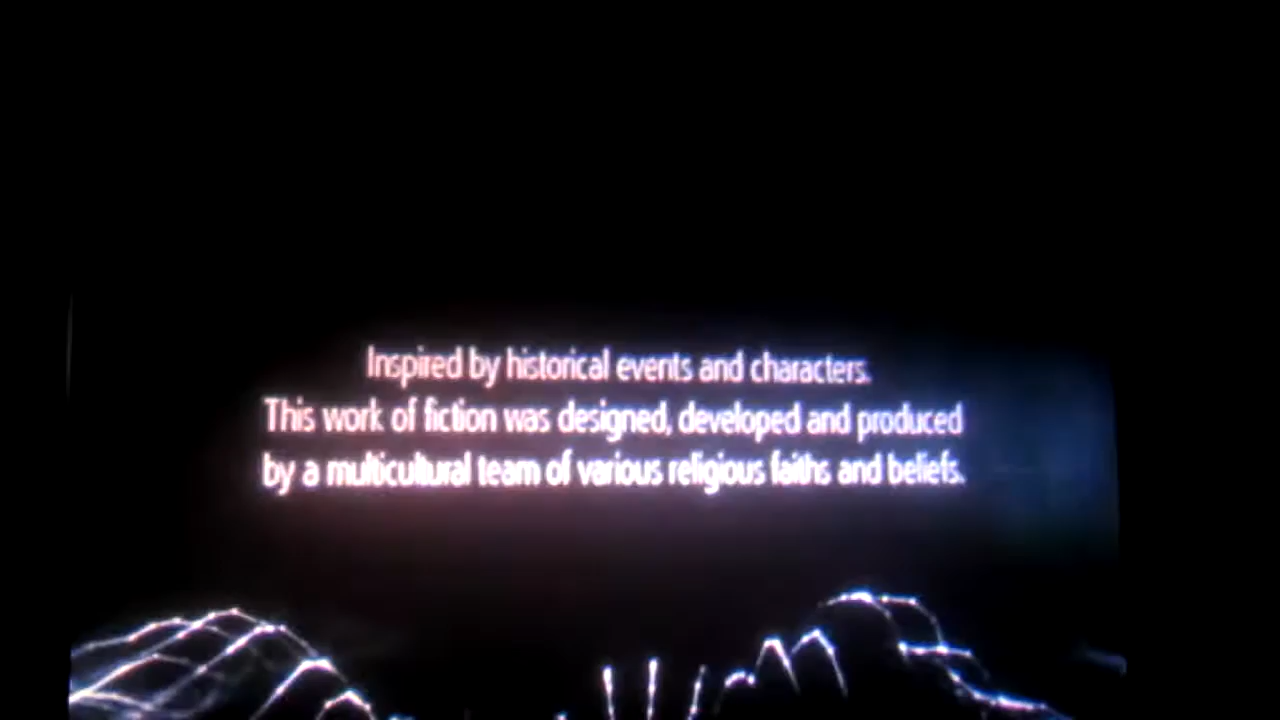 Inspired by historical events and characters.
This work of fiction was designed, developed and produced
by a multicultural team of various religious faiths and beliefs.